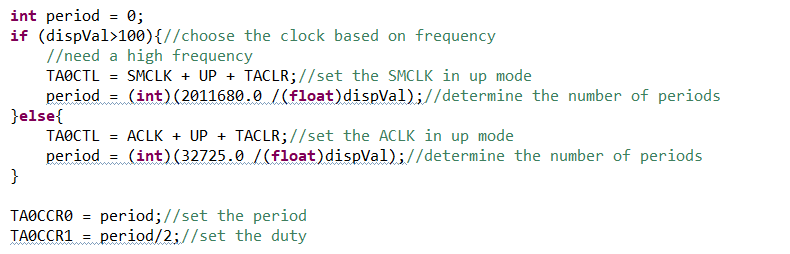 int period = 0;
if (dispVal>100){//choose the clock based on frequency
    //need a high frequency
    TA0CTL = SMCLK + UP + TACLR;//set the SMCLK in up mode
    period = (int)(2011680.0 /(float)dispVal);//determine the number of periods
}else{
    TA0CTL = ACLK + UP + TACLR;//set the ACLK in up mode
    period = (int)(32725.0 /(float)dispVal);//determine the number of periods
}
TA0CCR0 = period;//set the period
TA0CCR1 = period/2;//set the duty